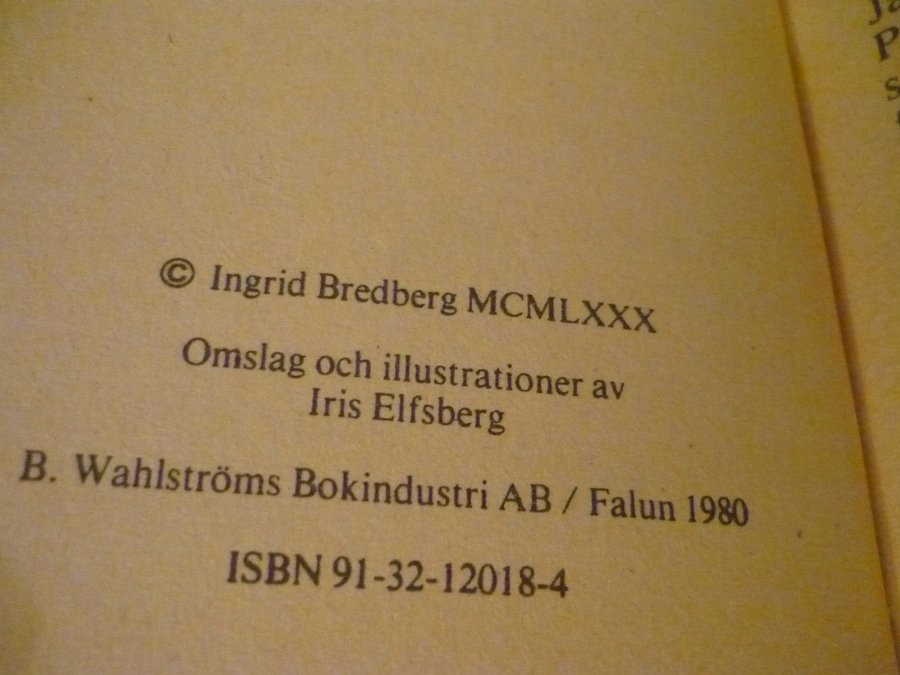 © Ingrid Bredberg MCMLXXX
Omslag och illustrationer av
Iris Elfsberg
B. Wahlströms Bokindustri AB / Falun 1980
ISBN 91-32-12018-4